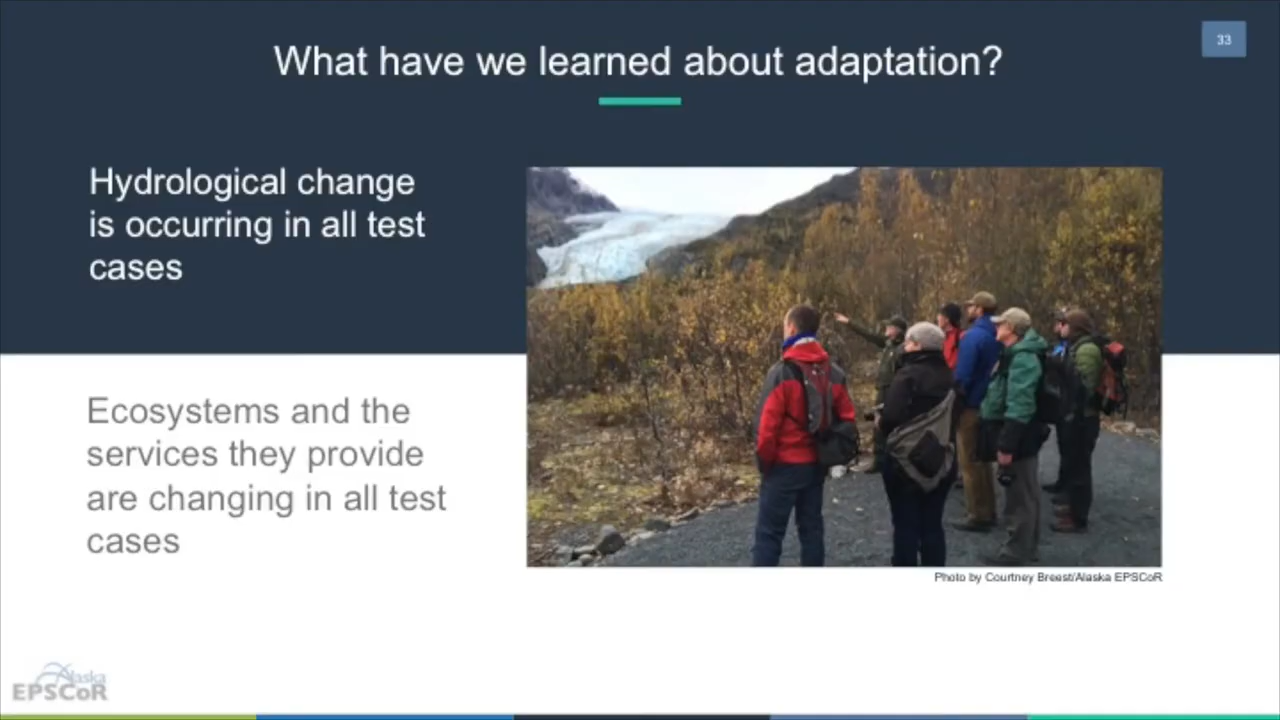 What have we learned about adaptation?
33
Hydrological change
is occurring in all test
cases
Ecosystems and the
services they provide
are changing in all test
cases
Photo by Courtney Breest/Alaska EPSCoR
Alaska
EPSCoR